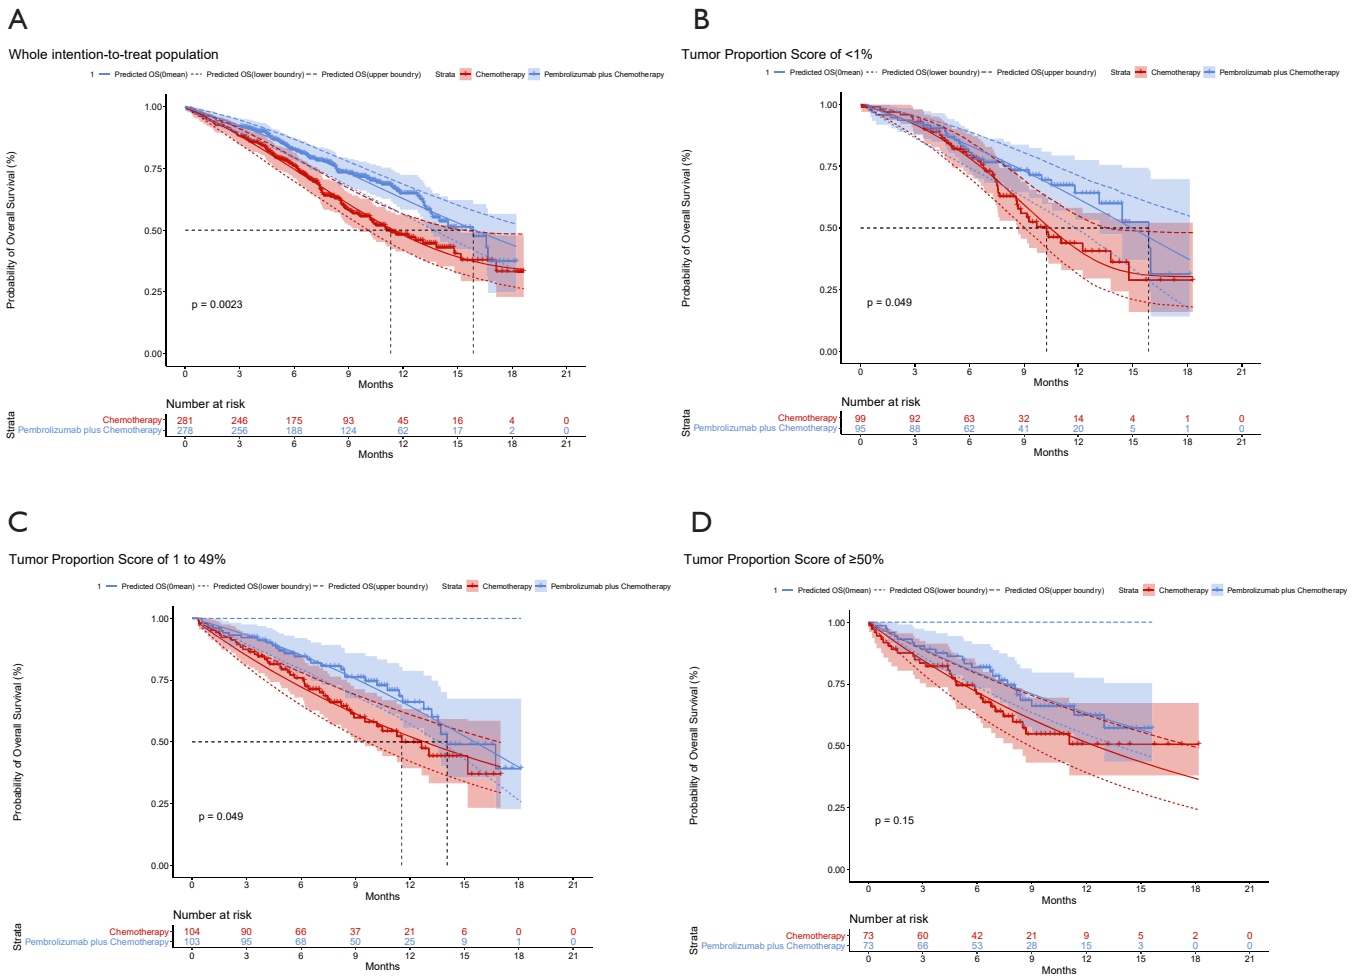 A
Whole intention-to-treat population
1 Predicted OS(0mean) Predicted OS(lower boundry) Predicted OS(upper boundry) Strata Chemotherapy Pembrolizumab plus Chemotherapy
Probability of Overall Survival (%)
1.00
0.75
0.50
0.25
0.00
p = 0.0023
0 3 6 9 12 15 18 21
Months
Number at risk
Strata
Chemotherapy 281 246 175 93 45 16 4 0
Pembrolizumab plus Chemotherapy 278 256 188 124 62 17 2 0
0 3 6 9 12 15 18 21
Months
B
Tumor Proportion Score of <1%
1 Predicted OS(0mean) Predicted OS(lower boundry) Predicted OS(upper boundry) Strata Chemotherapy Pembrolizumab plus Chemotherapy
Probability of Overall Survival (%)
1.00
0.75
0.50
0.25
0.00
p = 0.049
0 3 6 9 12 15 18 21
Months
Number at risk
Strata
Chemotherapy 99 92 63 32 14 4 1 0
Pembrolizumab plus Chemotherapy 95 88 62 41 20 5 1 0
0 3 6 9 12 15 18 21
Months
C
Tumor Proportion Score of 1 to 49%
1 Predicted OS(0mean) Predicted OS(lower boundry) Predicted OS(upper boundry) Strata Chemotherapy Pembrolizumab plus Chemotherapy
Probability of Overall Survival (%)
1.00
0.75
0.50
0.25
0.00
p = 0.049
0 3 6 9 12 15 18 21
Months
Number at risk
Strata
Chemotherapy 104 90 66 37 21 6 0 0
Pembrolizumab plus Chemotherapy 103 95 68 50 25 9 1 0
0 3 6 9 12 15 18 21
Months
D
Tumor Proportion Score of ≥50%
1 Predicted OS(0mean) Predicted OS(lower boundry) Predicted OS(upper boundry) Strata Chemotherapy Pembrolizumab plus Chemotherapy
Probability of Overall Survival (%)
1.00
0.75
0.50
0.25
0.00
p = 0.15
0 3 6 9 12 15 18 21
Months
Number at risk
Strata
Chemotherapy 73 60 42 21 9 5 2 0
Pembrolizumab plus Chemotherapy 73 66 53 28 15 3 0 0
0 3 6 9 12 15 18 21
Months